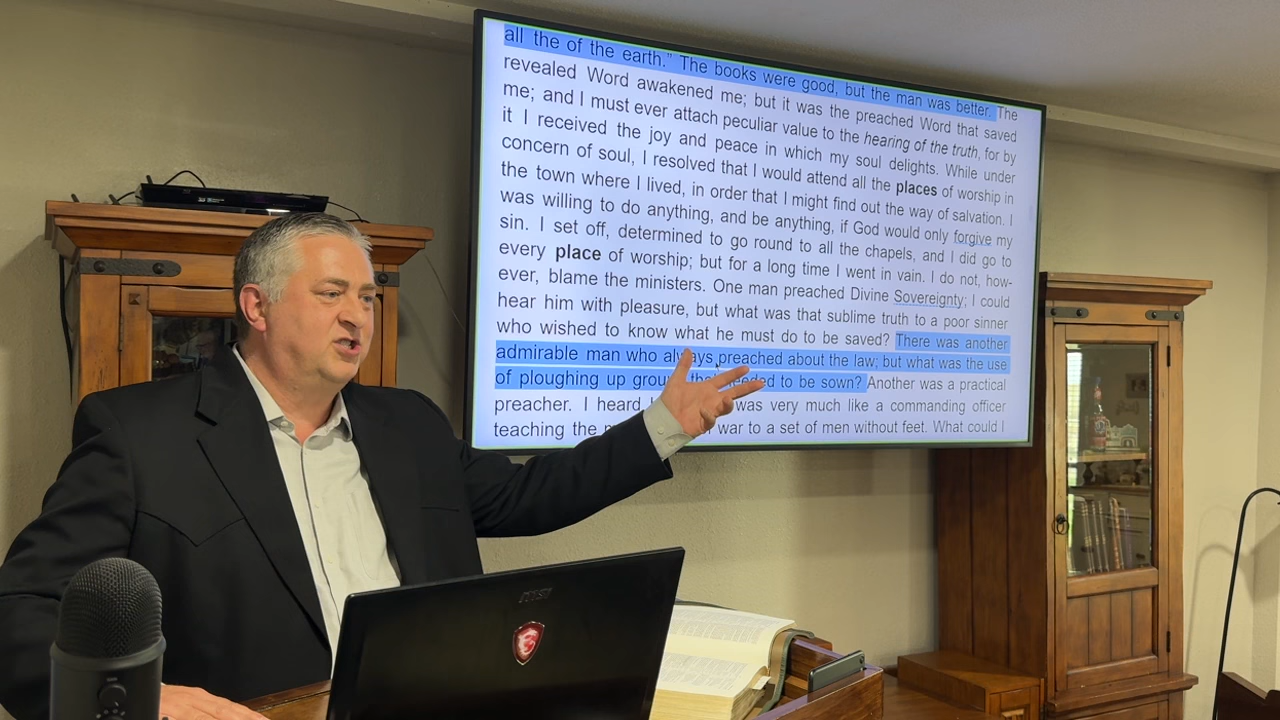 all the of the earth.” The books were good, but the man was better. The
revealed Word awakened me; but it was the preached Word that saved
me; and I must ever attach peculiar value to the hearing of the truth, for by
it I received the joy and peace in which my soul delights. While under
concern of soul, I resolved that I would attend all the places of worship in
the town where I lived, in order that I might find out the way of salvation. I
was willing to do anything, and be anything, if God would only forgive my
sin. I set off, determined to go round to all the chapels, and I did go to
every place of worship; but for a long time I went in vain. I do not, how-
ever, blame the ministers. One man preached Divine Sovereignty; I could
hear him with pleasure, but what was that sublime truth to a poor sinner
who wished to know what he must do to be saved? There was another
admirable man who always preached about the law; but what was the use
of ploughing up that needed to be sown? Another was a practical
preacher. I heard was very much like a commanding officer
teaching the war to a set of men without feet. What could I
msi